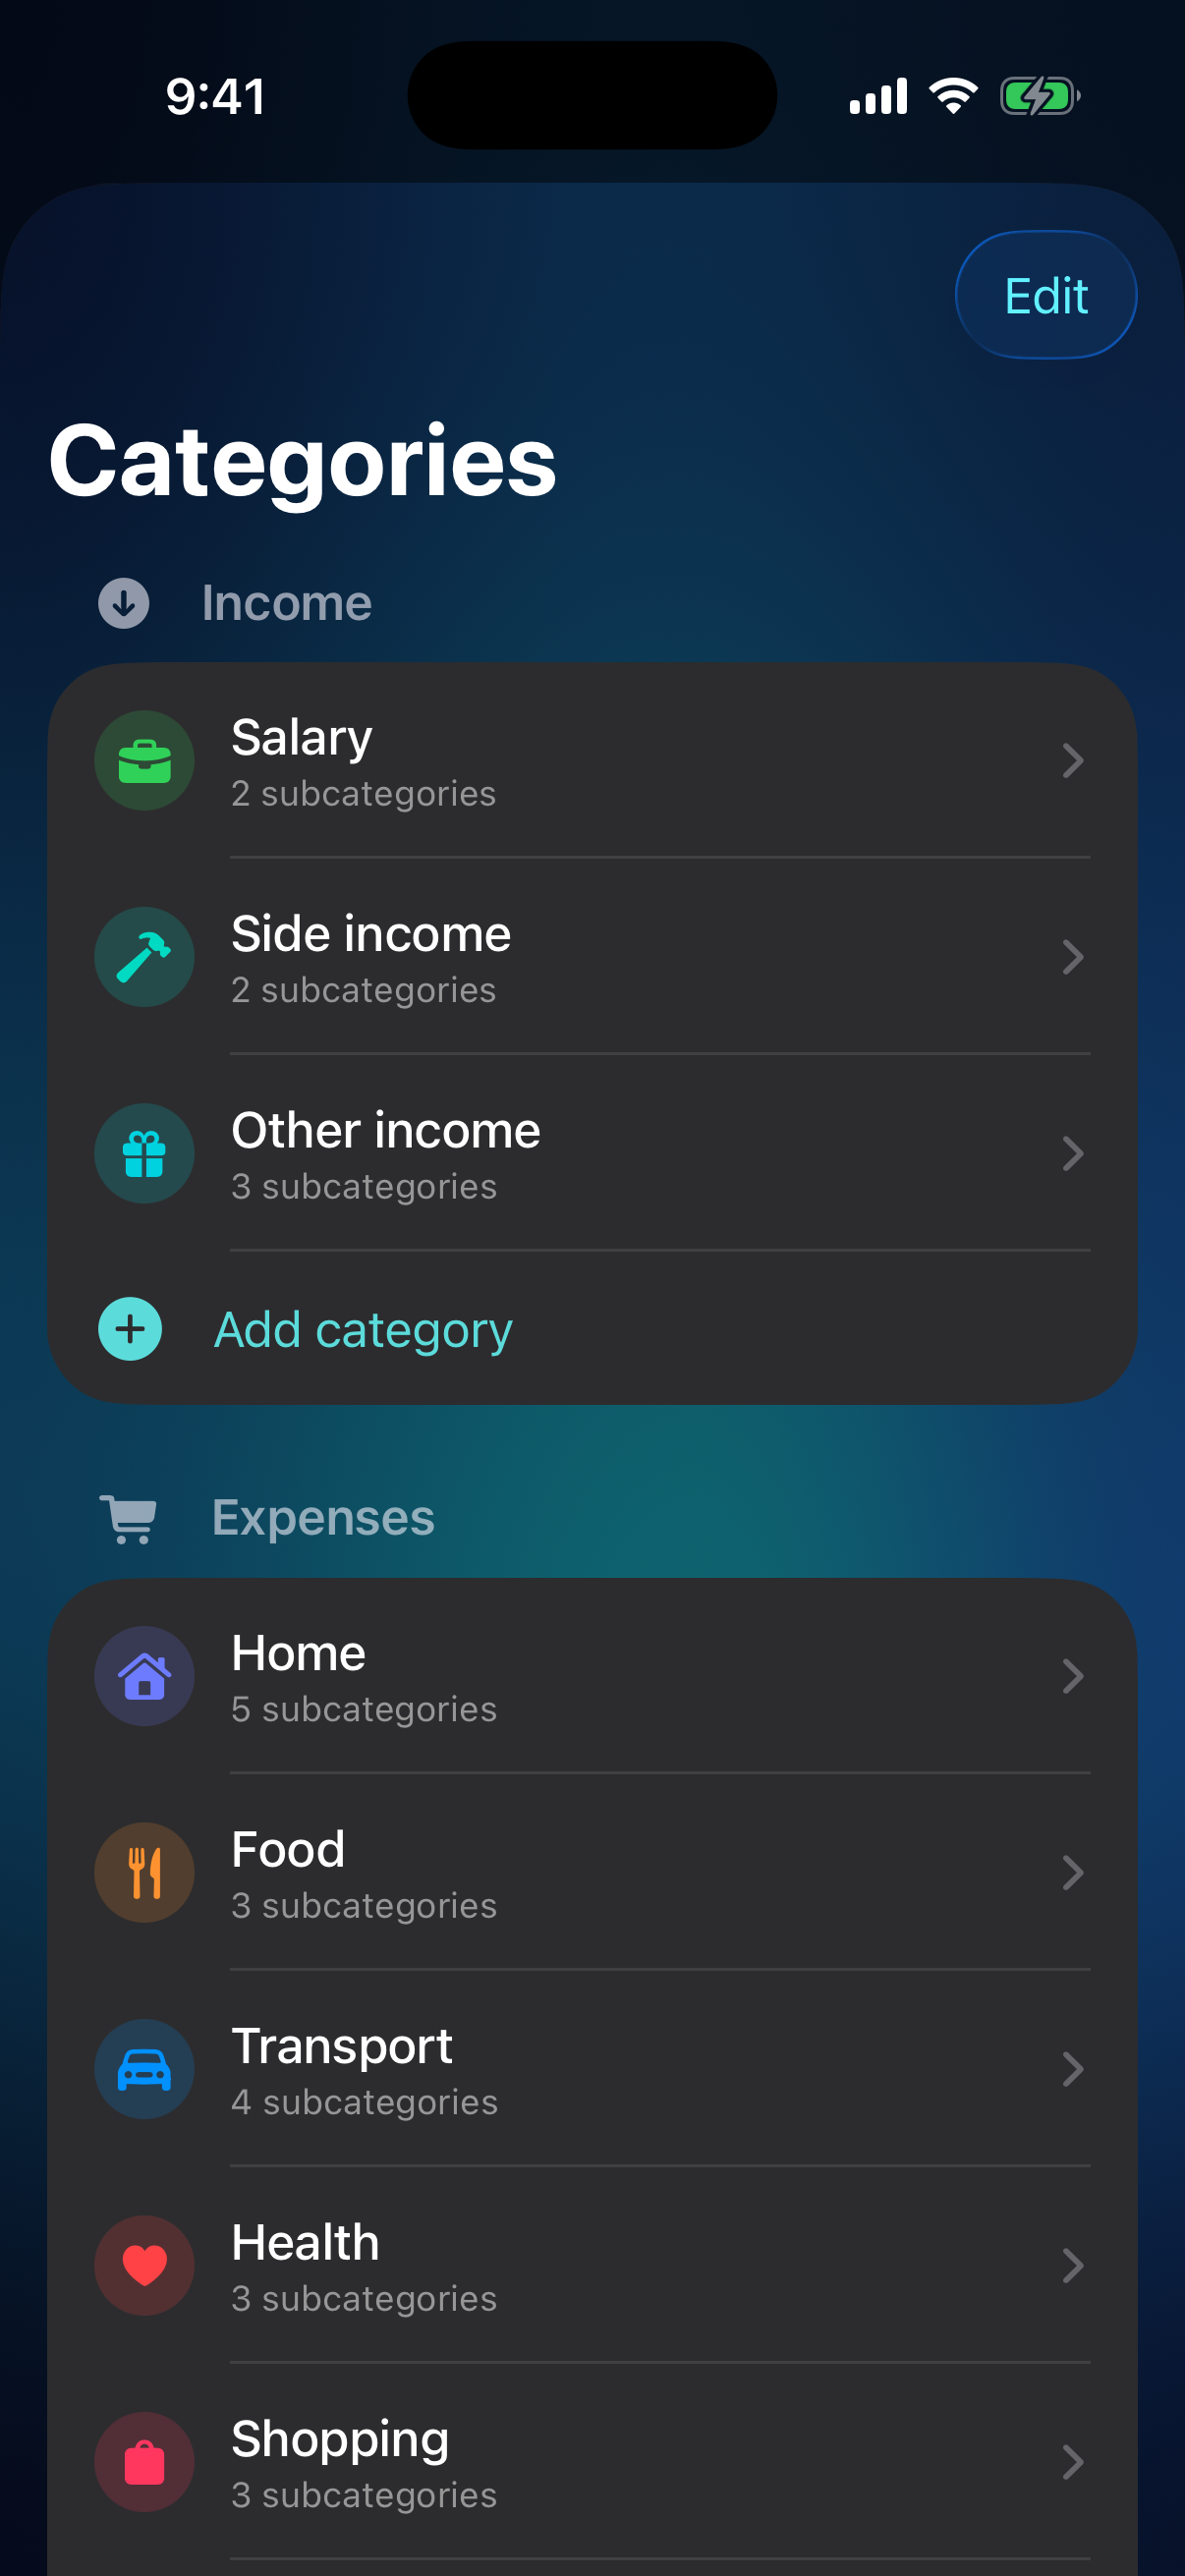 9:41
Edit
Categories
Income
Salary
2 subcategories
Side income
2 subcategories
Other income
3 subcategories
Add category
Expenses
Home
5 subcategories
Food
3 subcategories
Transport
4 subcategories
Health
3 subcategories
Shopping
3 subcategories